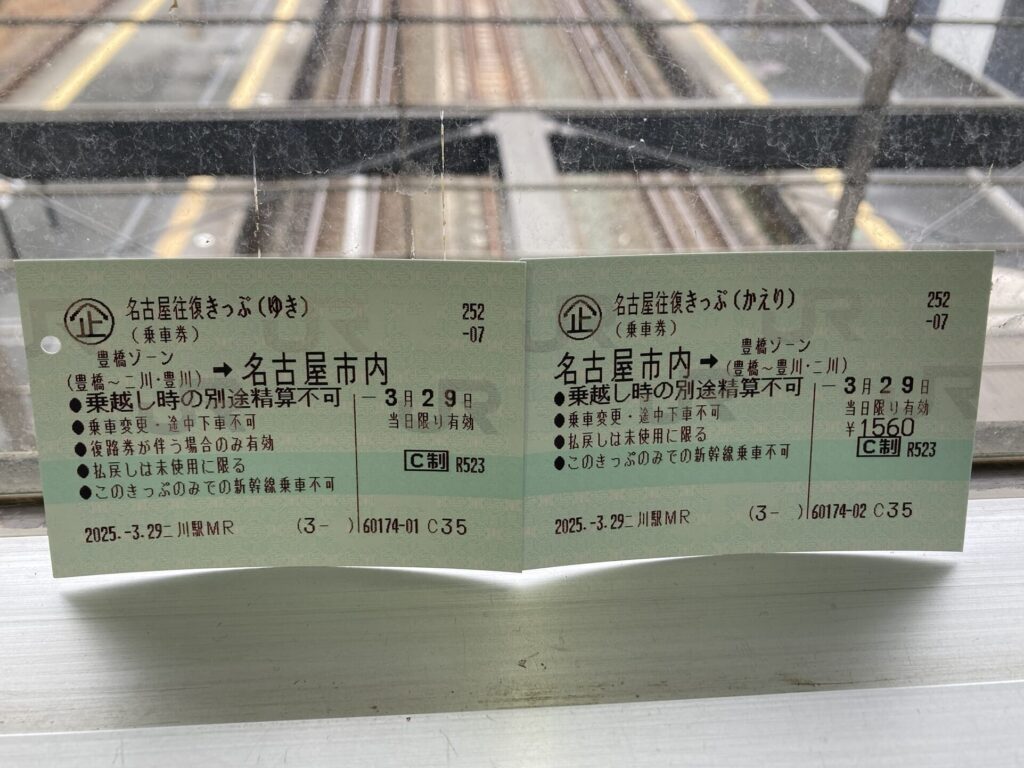 企
名古屋往復きっぷ(ゆき)
252
(乗車券)
-07
豊橋ゾーン
(豊橋〜二川・豊川)
➡ 名古屋市内
●乗越し時の別途精算不可
- 3月29日
●乗車変更・途中下車不可
当日限り有効
●復路券が伴う場合のみ有効
●払戻しは未使用に限る
C制 R523
●このきっぷのみでの新幹線乗車不可
2025.-3.29二川駅MR
(3- )
60174-01 C35
企
名古屋往復きっぷ(かえり)
252
(乗車券)
-07
名古屋市内 ➡
豊橋ゾーン
(豊橋〜豊川・二川)
●乗越し時の別途精算不可
- 3月29日
●乗車変更・途中下車不可
当日限り有効
●払戻しは未使用に限る
¥1560
●このきっぷのみでの新幹線乗車不可
C制 R523
2025.-3.29二川駅MR
(3- )
60174-02 C35